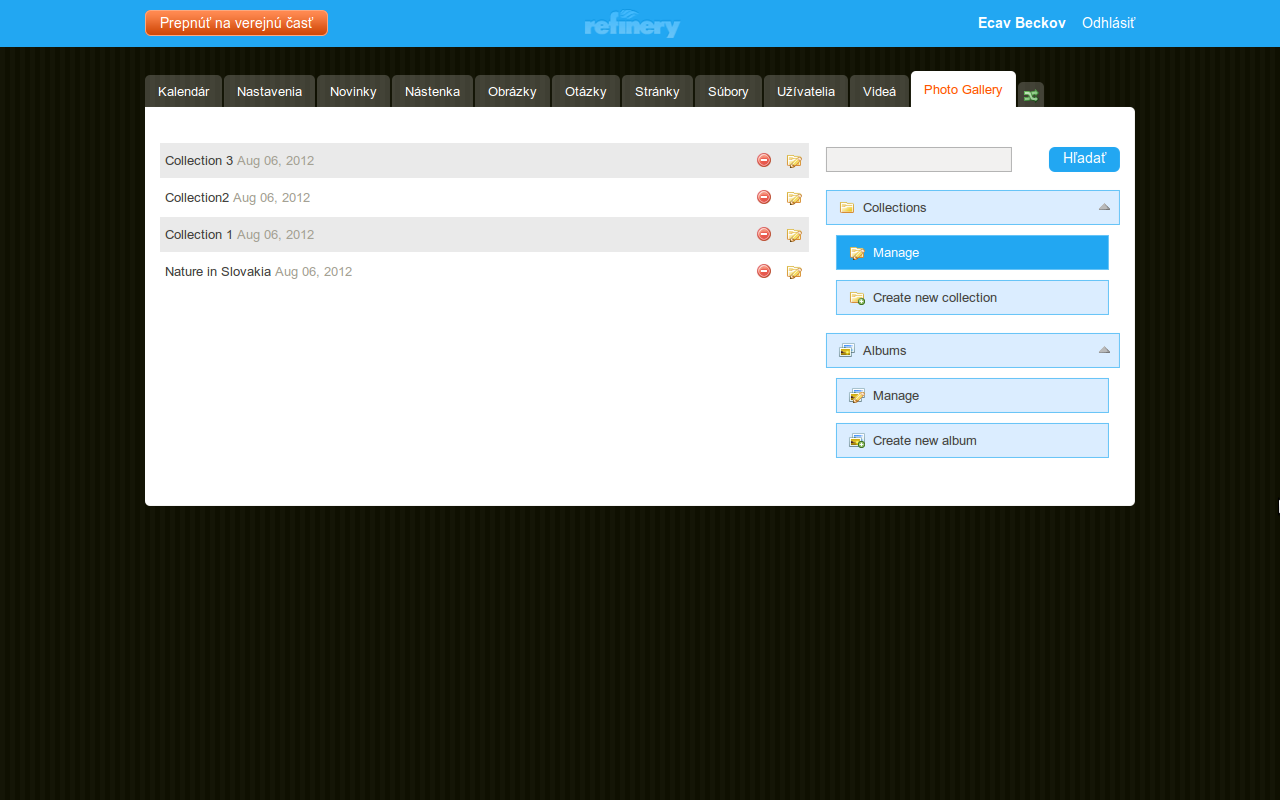 Prepnúť na verejnú časť
refinery
Ecav Beckov Odhlásiť
Kalendár Nastavenia Novinky Nástenka Obrázky Otázky Stránky Súbory Užívatelia Videá Photo Gallery
Collection 3 Aug 06, 2012
Hľadať
Collection2 Aug 06, 2012
Collections
Collection 1 Aug 06, 2012
Manage
Nature in Slovakia Aug 06, 2012
Create new collection
Albums
Manage
Create new album